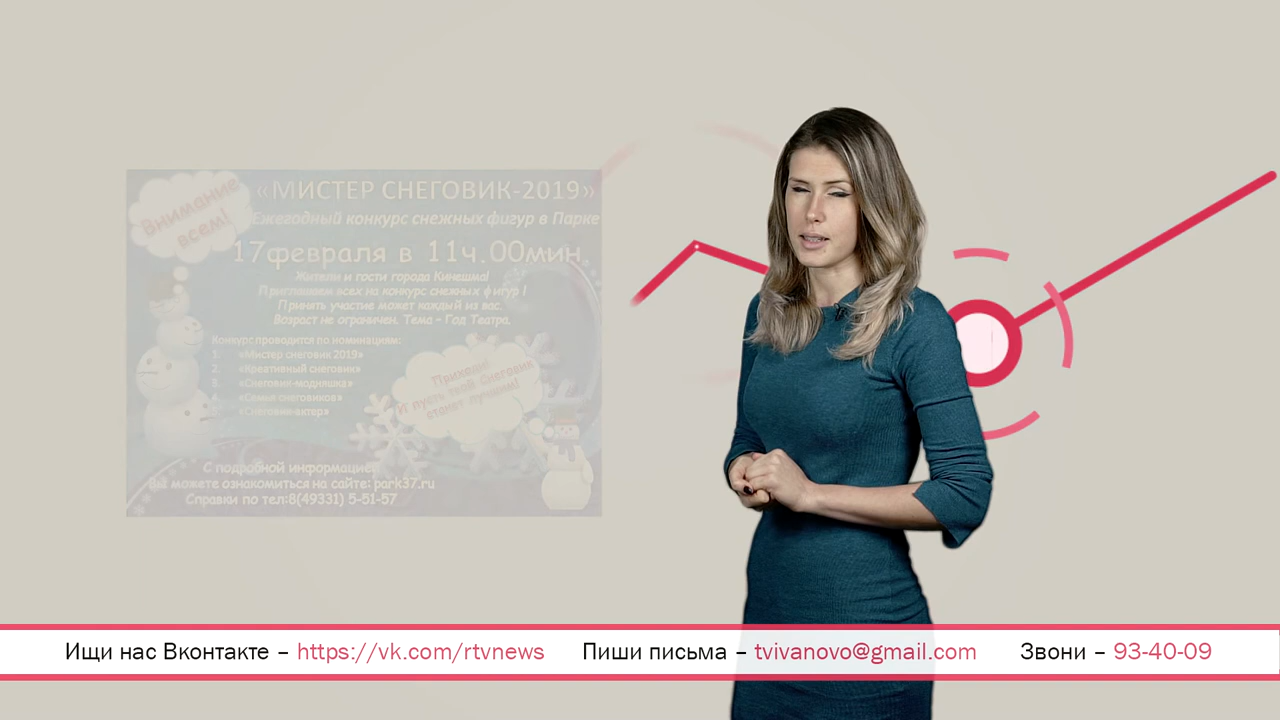 Внимание
всем!
«МИСТЕР СНЕГОВИК-2019»
Ежегодный конкурс снежных фигур в Парке
17февраля в 11ч.00мин.
Жители и гости города Кинешма!
Приглашаем всех на конкурс снежных фигур !
Принять участие может каждый из вас.
Возраст не ограничен. Тема – Год Театра.
Конкурс проводится по номинациям:
1. «Мистер снеговик 2019»
2. «Креативный снеговик»
3. «Снеговик-модняшка»
4. «Семья снеговиков»
5. «Снеговик-актер»
Приходи!
И пусть твой Снеговик
станет лучшим!
С подробной информацией
Вы можете ознакомиться на сайте: park37.ru
Справки по тел:8(49331) 5-51-57
Ищи нас Вконтакте – https://vk.com/rtvnews Пиши письма – tvivanovo@gmail.com Звони – 93-40-09